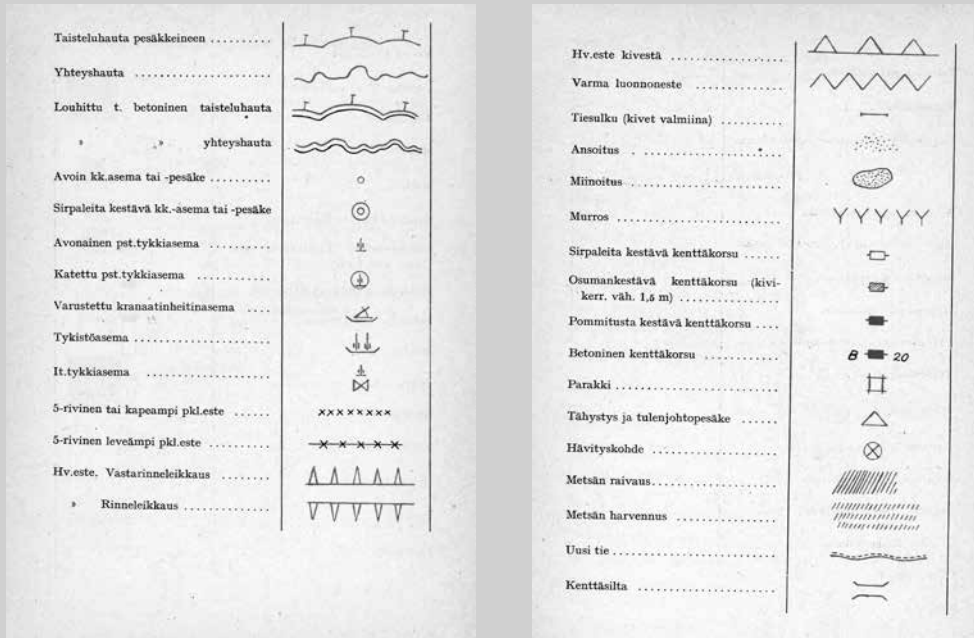 Taisteluhauta pesäkkeineen ..........
Yhteyshauta ..................
Louhittu t. betoninen taisteluhauta
» » yhteyshauta
Avoin kk.asema tai -pesäke ..........
Sirpaleita kestävä kk.-asema tai -pesäke
Avonainen pst.tykkiasema ............
Katettu pst.tykkiasema ............
Varustettu kranaatinheitinasema ......
Tykistöasema ......................
It.tykkiasema ....................
5-rivinen tai kapeampi pkl.este ......
5-rivinen leveämpi pkl.este ..........
Hv.este. Vastarinneleikkaus ........
» Rinneleikkaus ..............
Hv.este kivestä ..................
Varma luonnoneste ..............
Tiesulku (kivet valmiina) ..........
Ansoitus ....................
Miinoitus ......................
Murros ........................
Sirpaleita kestävä kenttäkorsu ......
Osumankestävä kenttäkorsu (kivi-
kerr. väh. 1,5 m) ..............
Pommitusta kestävä kenttäkorsu ....
Betoninen kenttäkorsu ............
B 20
Parakki ........................
Tähystys ja tulenjohtopesäke ......
Hävityskohde ..................
Metsän raivaus..................
Metsän harvennus ..............
Uusi tie ........................
Kenttäsilta ....................